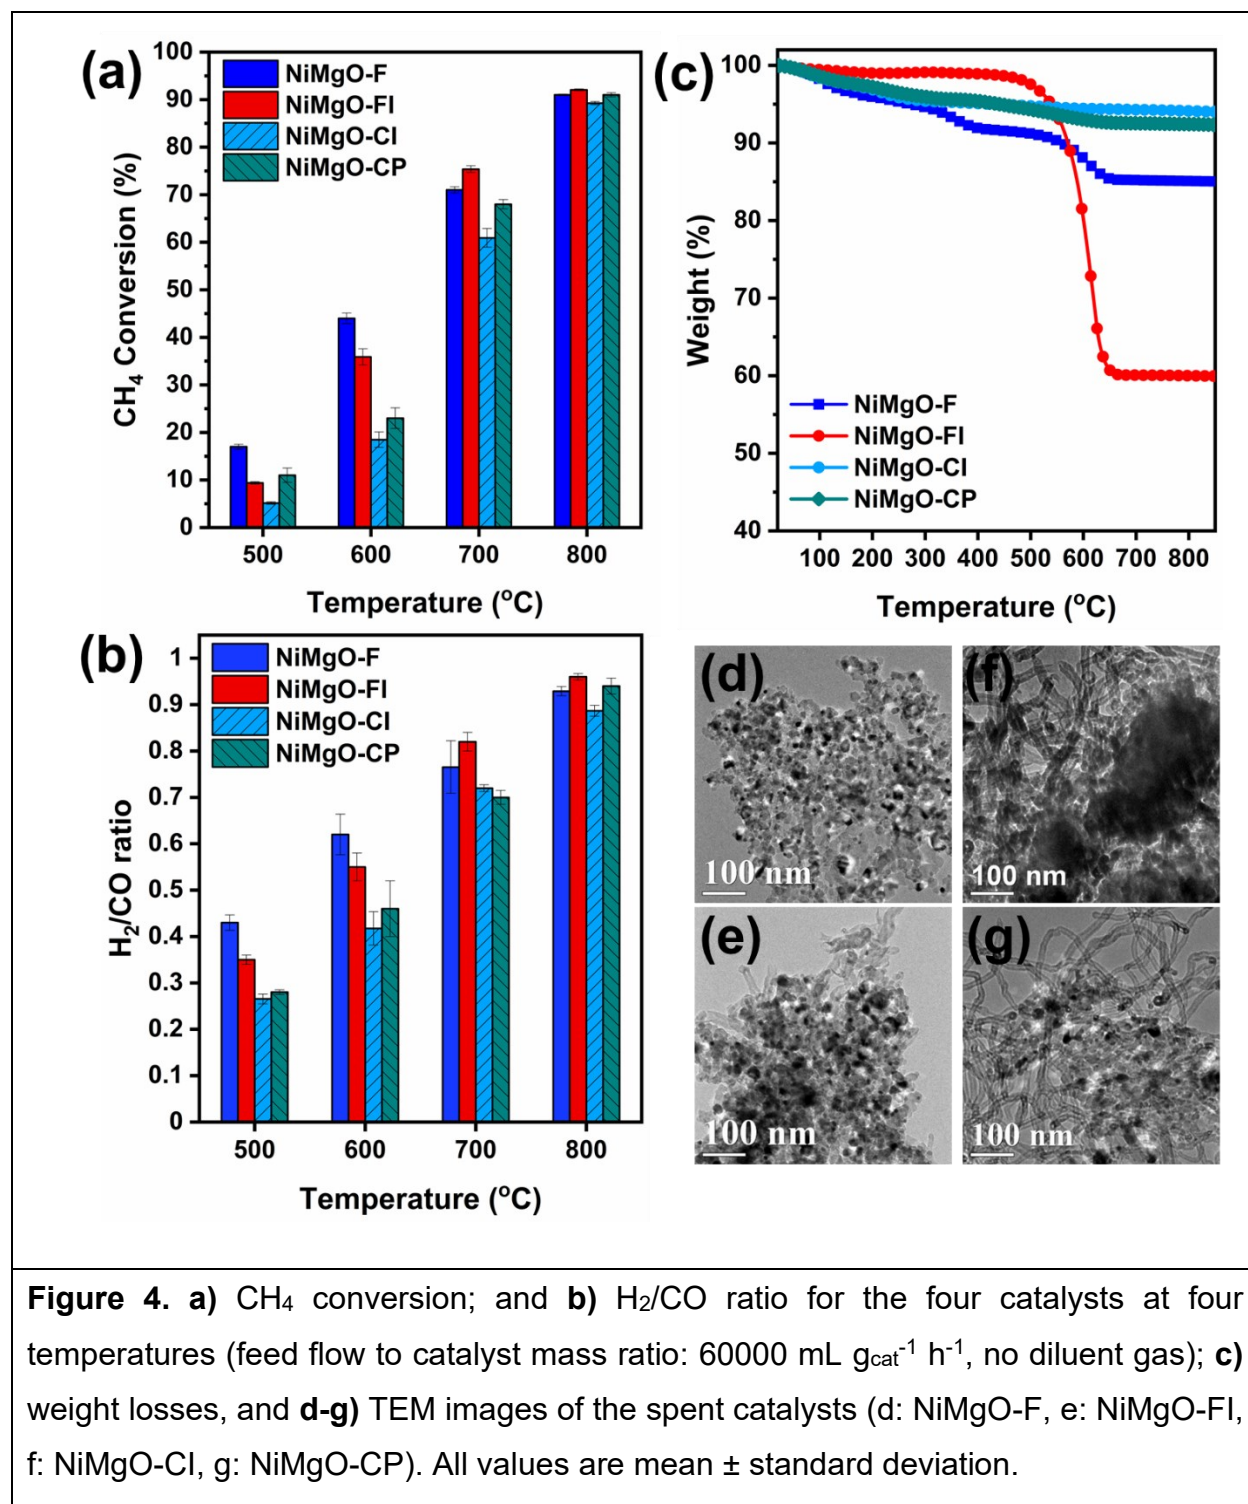 (a)
100
90
80
70
60
50
40
30
20
10
0
CH₄ Conversion (%)
NiMgO-F
NiMgO-FI
NiMgO-CI
NiMgO-CP
500 600 700 800
Temperature (°C)
(c)
100
90
80
70
60
50
40
Weight (%)
NiMgO-F
NiMgO-FI
NiMgO-CI
NiMgO-CP
100 200 300 400 500 600 700 800
Temperature (°C)
(b)
1
0.9
0.8
0.7
0.6
0.5
0.4
0.3
0.2
0.1
0
H₂/CO ratio
NiMgO-F
NiMgO-FI
NiMgO-CI
NiMgO-CP
500 600 700 800
Temperature (°C)
(d)
100 nm
(f)
100 nm
(e)
100 nm
(g)
100 nm
Figure 4. a) CH₄ conversion; and b) H₂/CO ratio for the four catalysts at four
temperatures (feed flow to catalyst mass ratio: 60000 mL gcat⁻¹ h⁻¹, no diluent gas); c)
weight losses, and d-g) TEM images of the spent catalysts (d: NiMgO-F, e: NiMgO-FI,
f: NiMgO-CI, g: NiMgO-CP). All values are mean ± standard deviation.